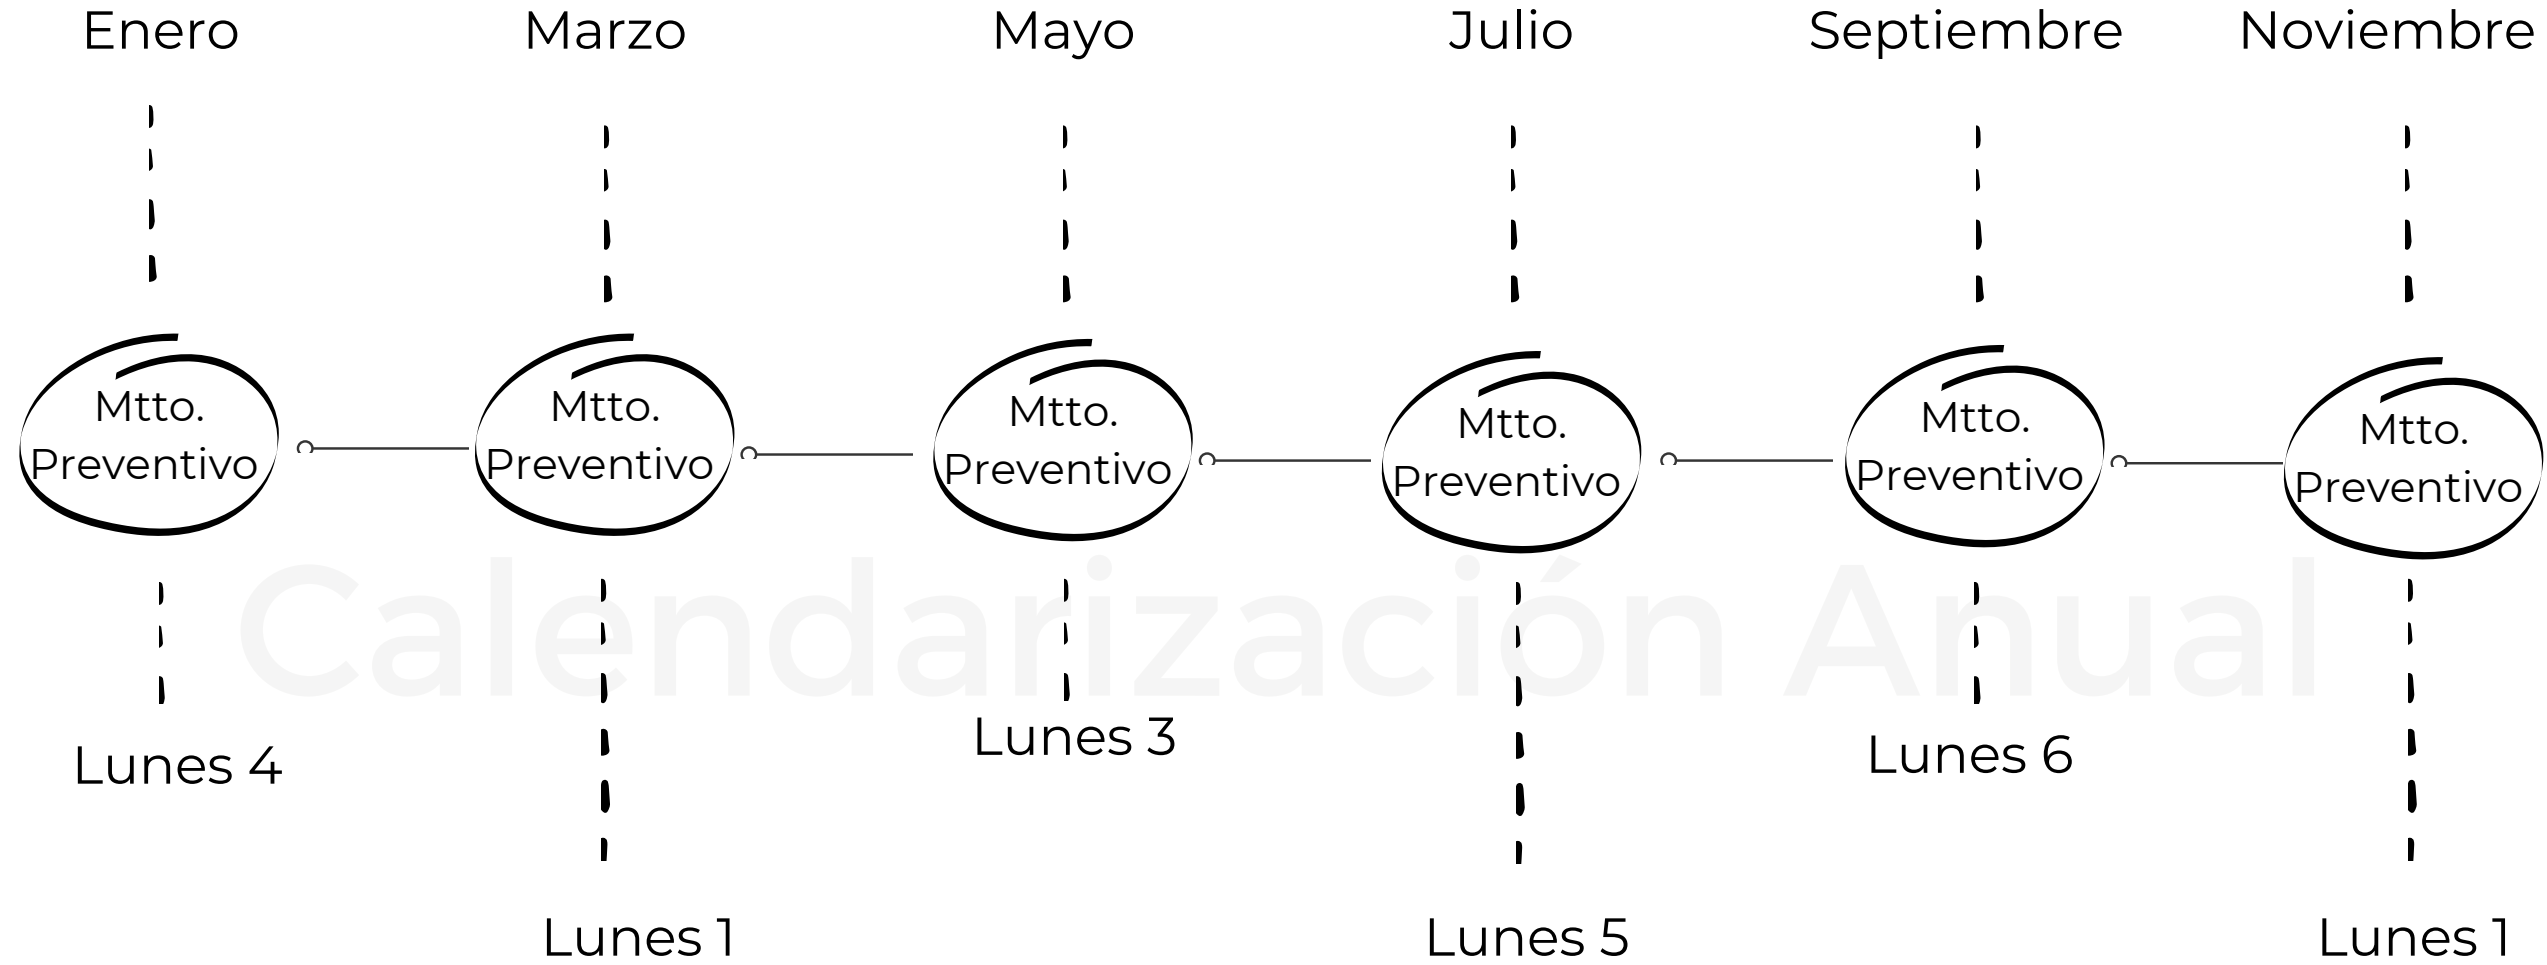 Enero
Marzo
Mayo
Julio
Septiembre
Noviembre
Mtto.
Preventivo
Mtto.
Preventivo
Mtto.
Preventivo
Mtto.
Preventivo
Mtto.
Preventivo
Mtto.
Preventivo
Calendarización Anual
Lunes 4
Lunes 1
Lunes 3
Lunes 5
Lunes 6
Lunes 1